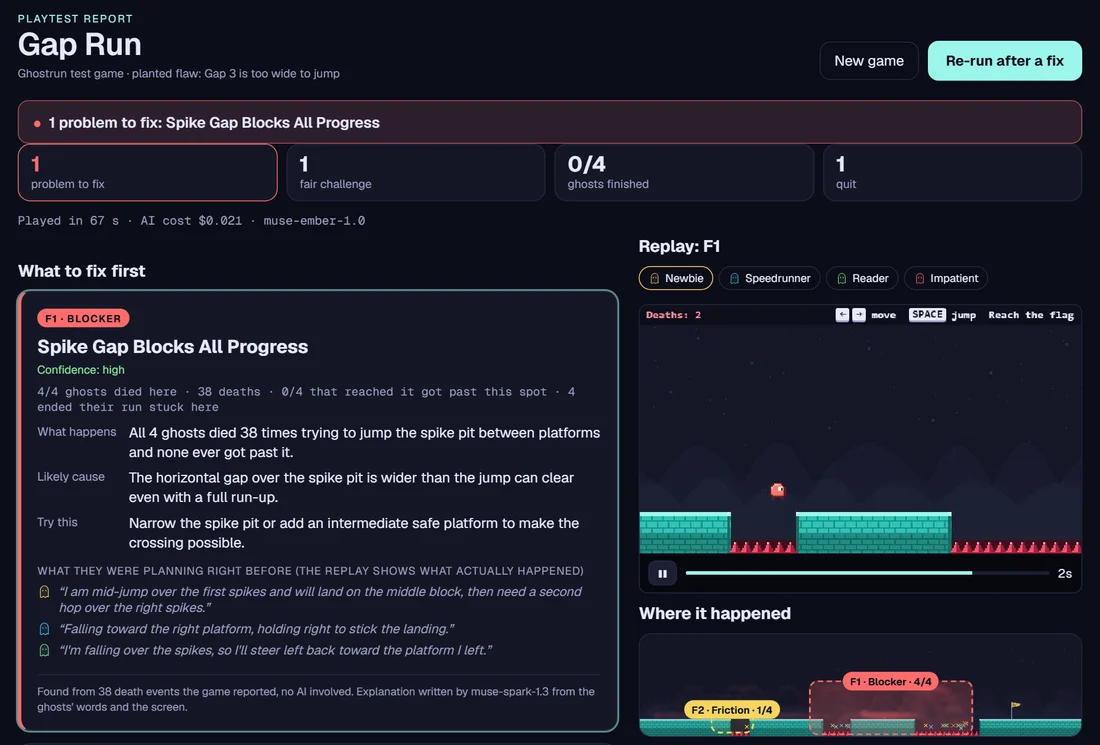 PLAYTEST REPORT
Gap Run
Ghostrun test game · planted flaw: Gap 3 is too wide to jump
New game
Re-run after a fix
1 problem to fix: Spike Gap Blocks All Progress
1
problem to fix
1
fair challenge
0/4
ghosts finished
1
quit
Played in 67 s · AI cost $0.021 · muse-ember-1.0
What to fix first
F1 · BLOCKER
Spike Gap Blocks All Progress
Confidence: high
4/4 ghosts died here · 38 deaths · 0/4 that reached it got past this spot · 4
ended their run stuck here
What happens
All 4 ghosts died 38 times trying to jump the spike pit between platforms
and none ever got past it.
Likely cause
The horizontal gap over the spike pit is wider than the jump can clear
even with a full run-up.
Try this
Narrow the spike pit or add an intermediate safe platform to make the
crossing possible.
WHAT THEY WERE PLANNING RIGHT BEFORE (THE REPLAY SHOWS WHAT ACTUALLY HAPPENED)
“I am mid-jump over the first spikes and will land on the middle block, then need a second
hop over the right spikes.”
“Falling toward the right platform, holding right to stick the landing.”
“I'm falling over the spikes, so I'll steer left back toward the platform I left.”
Found from 38 death events the game reported, no AI involved. Explanation written by muse-spark-1.3 from the
ghosts' words and the screen.
Replay: F1
Newbie
Speedrunner
Reader
Impatient
Deaths: 2
← → move SPACE jump Reach the flag
2s
Where it happened
F1 · Blocker · 4/4
F2 · Friction · 1/4